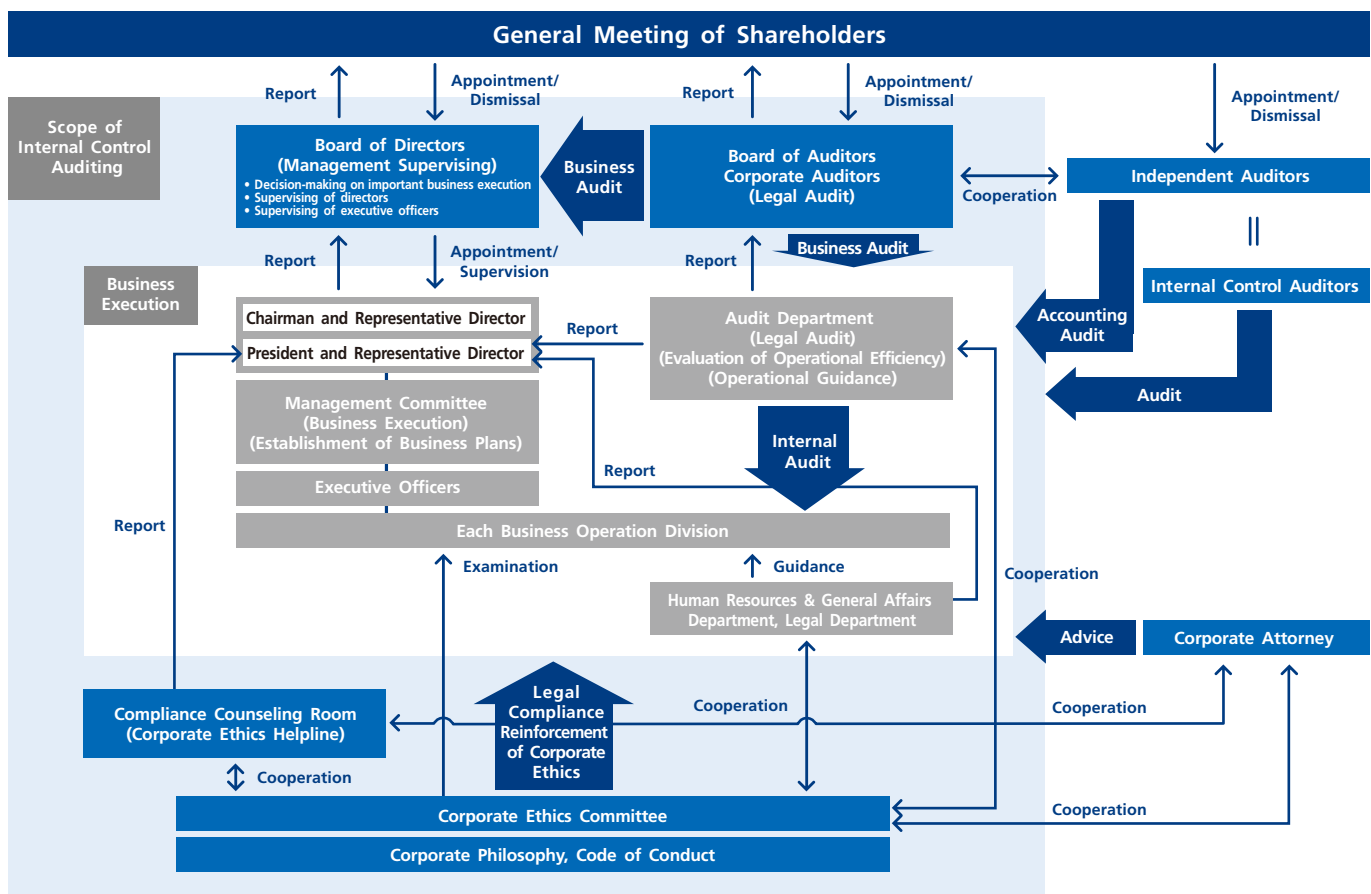 General Meeting of Shareholders
Report
Appointment/
Dismissal
Report
Appointment/
Dismissal
Appointment/
Dismissal
Scope of
Internal Control
Auditing
Board of Directors
(Management Supervising)
• Decision-making on important business execution
• Supervising of directors
• Supervising of executive officers
Business
Audit
Board of Auditors
Corporate Auditors
(Legal Audit)
Cooperation
Independent Auditors
Report
Appointment/
Supervision
Report
Business Audit
Internal Control Auditors
Business
Execution
Chairman and Representative Director
President and Representative Director
Report
Audit Department
(Legal Audit)
(Evaluation of Operational Efficiency)
(Operational Guidance)
Accounting
Audit
Audit
Management Committee
(Business Execution)
(Establishment of Business Plans)
Internal
Audit
Report
Executive Officers
Report
Each Business Operation Division
Examination
Guidance
Cooperation
Human Resources & General Affairs
Department, Legal Department
Advice
Corporate Attorney
Compliance Counseling Room
(Corporate Ethics Helpline)
Legal
Compliance
Reinforcement
of Corporate
Ethics
Cooperation
Cooperation
Cooperation
Corporate Ethics Committee
Cooperation
Corporate Philosophy, Code of Conduct